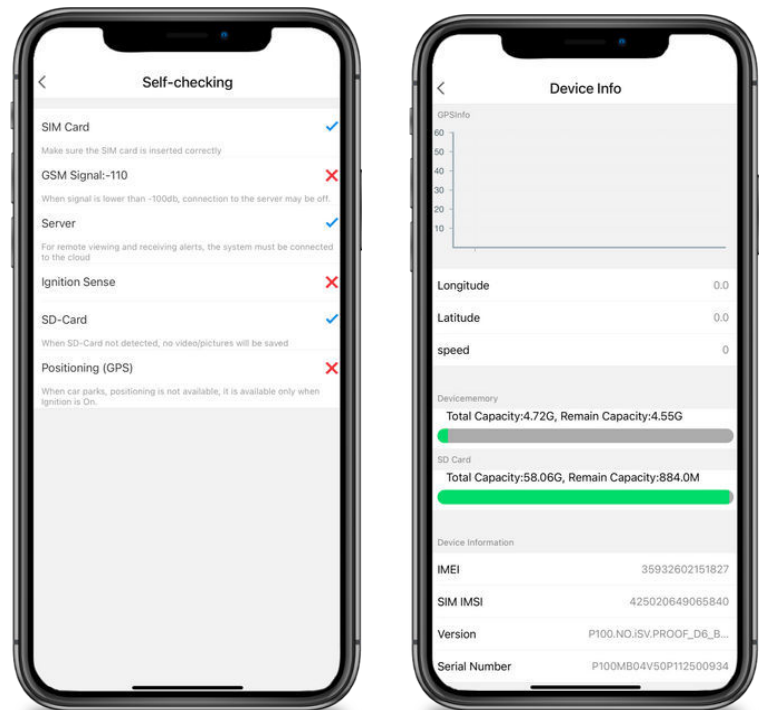 Self-checking
SIM Card
Make sure the SIM card is inserted correctly
GSM Signal:-110
When signal is lower than -100db, connection to the server may be off.
Server
For remote viewing and receiving alerts, the system must be connected
to the cloud
Ignition Sense
SD-Card
When SD-Card not detected, no video/pictures will be saved
Positioning (GPS)
When car parks, positioning is not available, it is available only when
Ignition is On.
Device Info
GPSInfo
60
50
40
30
20
10
Longitude 0.0
Latitude 0.0
speed 0
Devicememory
Total Capacity:4.72G, Remain Capacity:4.55G
SD Card
Total Capacity:58.06G, Remain Capacity:884.0M
Device Information
IMEI 35932602151827
SIM IMSI 425020649065840
Version P100.NO.iSV.PROOF_D6_B...
Serial Number P100MB04V50P112500934